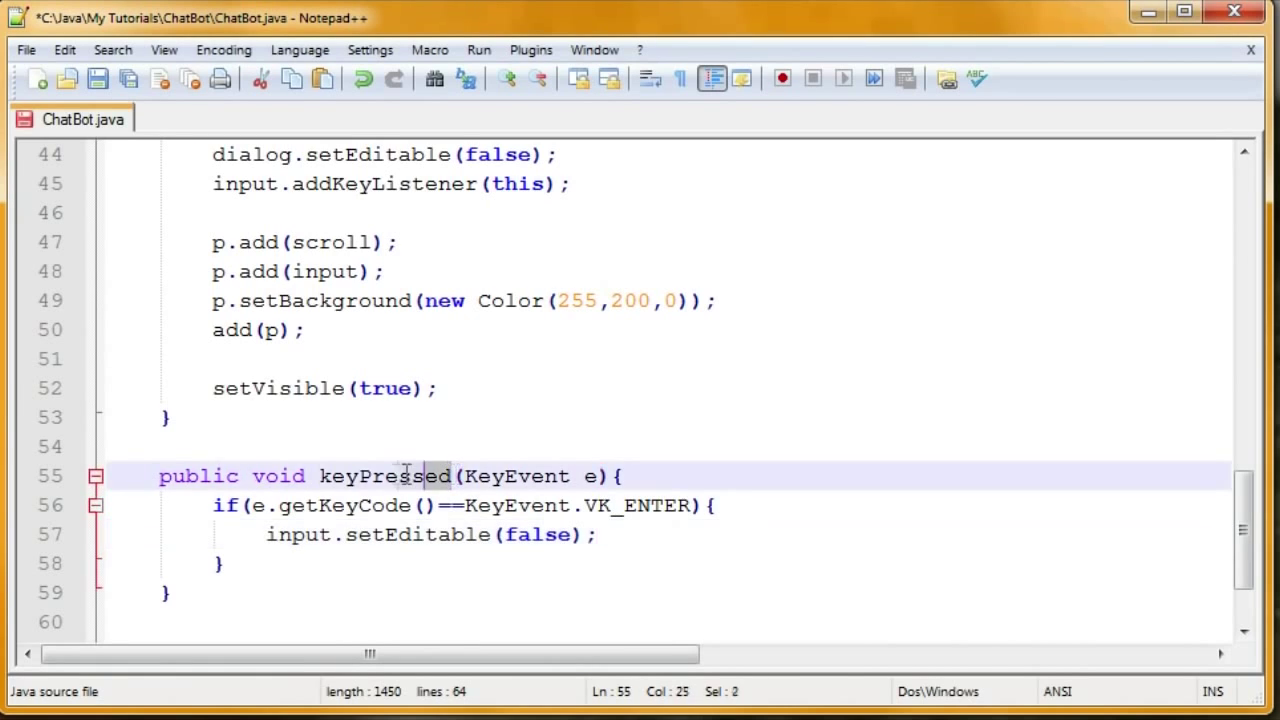 *C:\Java\My Tutorials\ChatBot\ChatBot.java - Notepad++
File Edit Search View Encoding Language Settings Macro Run Plugins Window ? X
ABC
ChatBot.java
44 dialog.setEditable(false);
45 input.addKeyListener(this);
46
47 p.add(scroll);
48 p.add(input);
49 p.setBackground(new Color(255,200,0));
50 add(p);
51
52 setVisible(true);
53 }
54
55 public void keyPressed(KeyEvent e){
56 if(e.getKeyCode()==KeyEvent.VK_ENTER){
57 input.setEditable(false);
58 }
59 }
60
Java source file length : 1450 lines : 64 Ln : 55 Col : 25 Sel : 2 Dos\Windows ANSI INS